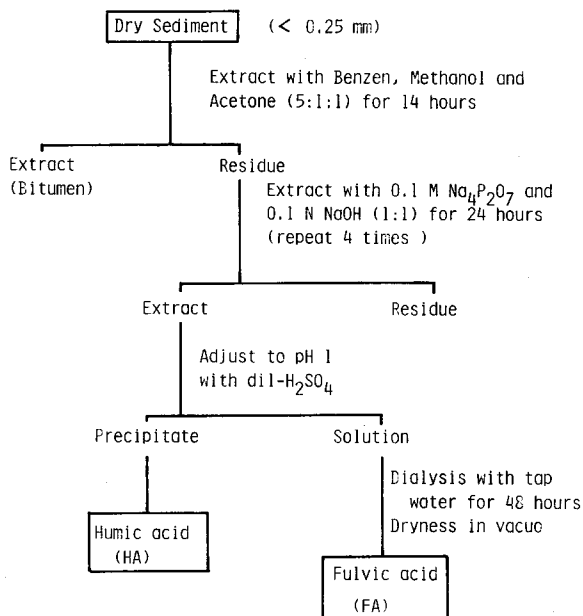 Dry Sediment (< 0.25 mm)
Extract with Benzen, Methanol and
Acetone (5:1:1) for 14 hours
Extract Residue
(Bitumen)
Extract with 0.1 M Na4P2O7 and
0.1 N NaOH (1:1) for 24 hours
(repeat 4 times )
Extract Residue
Adjust to pH 1
with dil-H2SO4
Precipitate Solution
Dialysis with tap
water for 48 hours
Dryness in vacuo
Humic acid
(HA)
Fulvic acid
(FA)